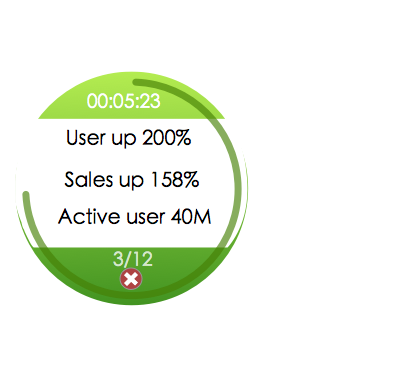 00:05:23
User up 200%
Sales up 158%
Active user 40M
3/12